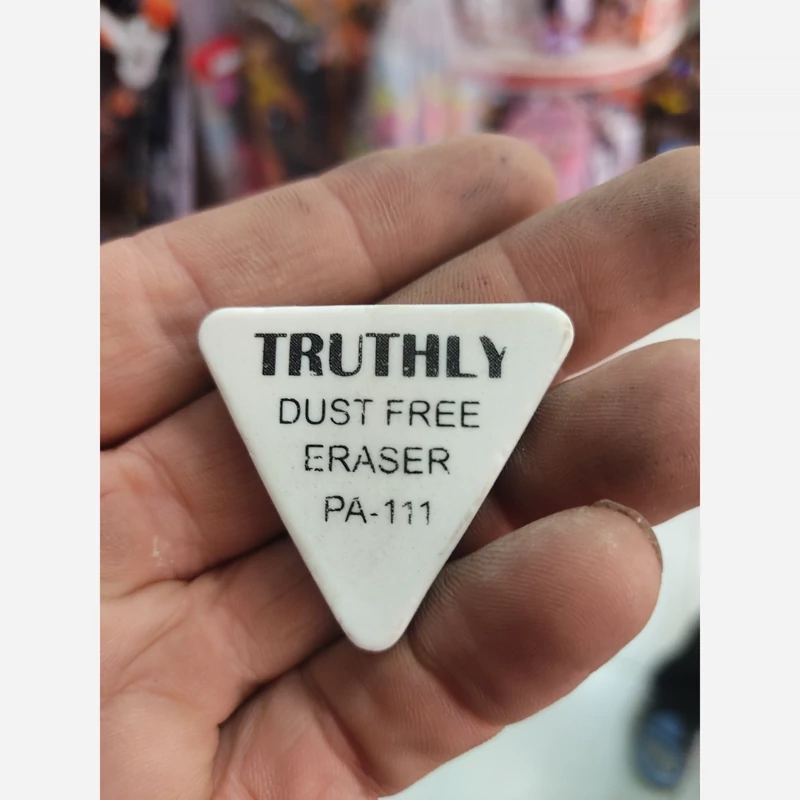 TRUTHLY
DUST FREE
ERASER
PA-111